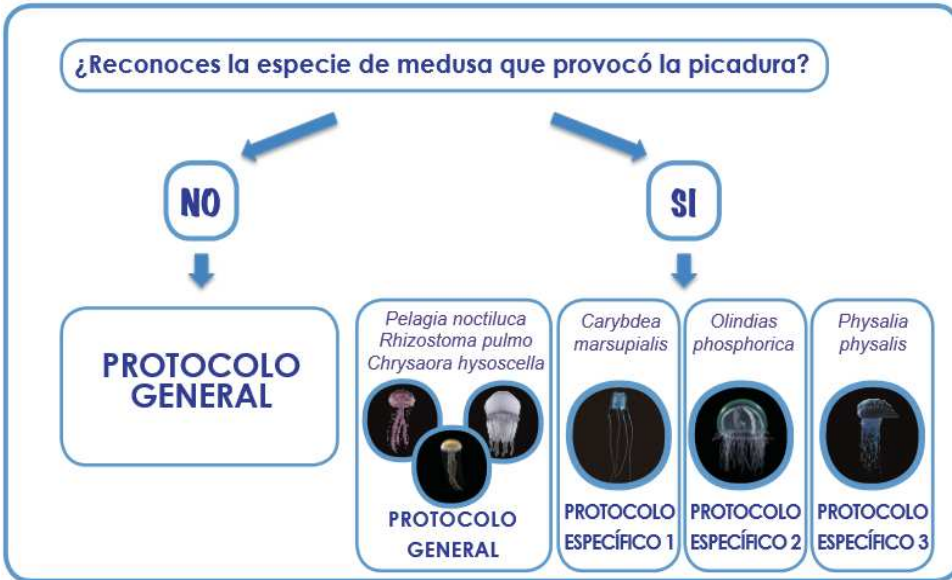 ¿Reconoces la especie de medusa que provocó la picadura?
NO
SI
PROTOCOLO
GENERAL
Pelagia noctiluca
Rhizostoma pulmo
Chrysaora hysoscella
PROTOCOLO
GENERAL
Carybdea
marsupialis
PROTOCOLO
ESPECÍFICO 1
Olindias
phosphorica
PROTOCOLO
ESPECÍFICO 2
Physalia
physalis
PROTOCOLO
ESPECÍFICO 3